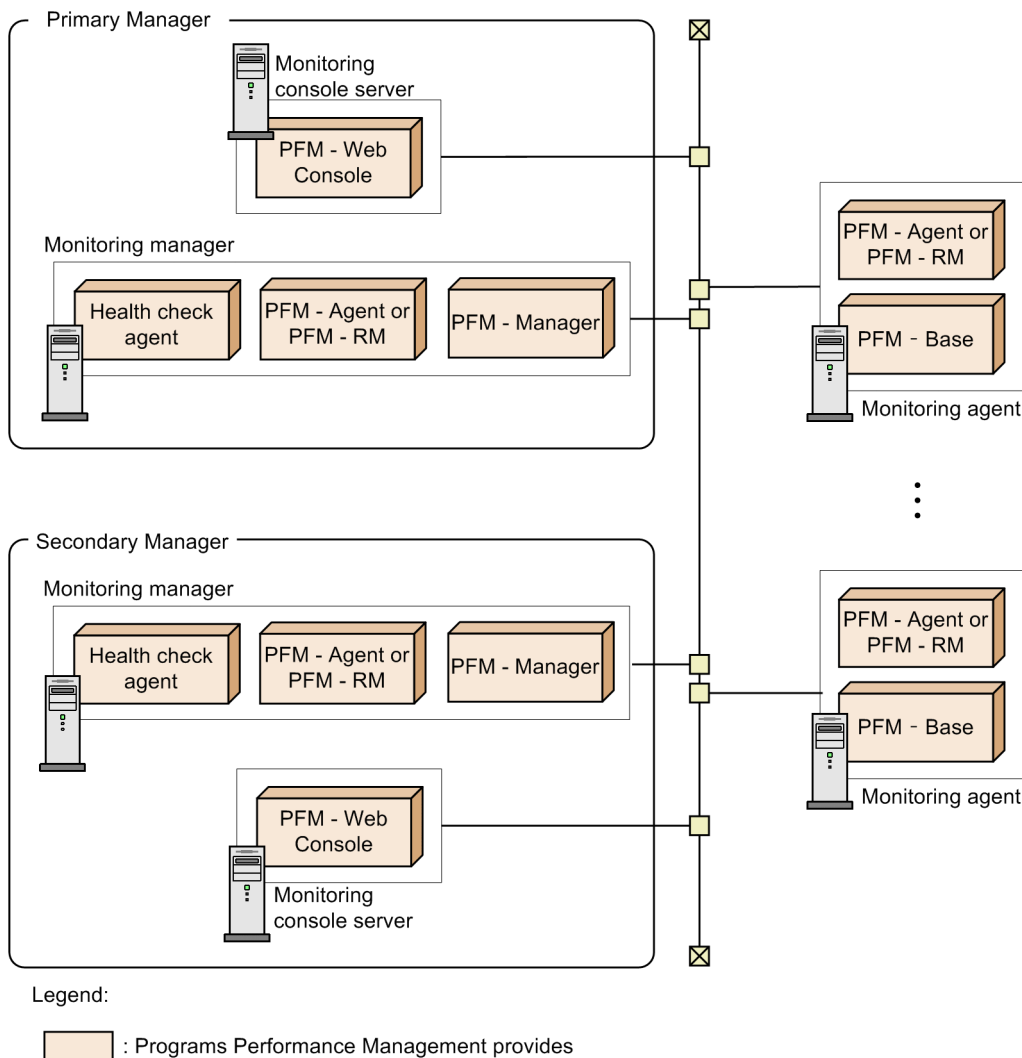 Primary Manager
Monitoring
console server
PFM - Web
Console
Monitoring manager
Health check
agent
PFM - Agent or
PFM - RM
PFM - Manager
PFM - Agent or
PFM - RM
PFM - Base
Monitoring agent
Secondary Manager
Monitoring manager
Health check
agent
PFM - Agent or
PFM - RM
PFM - Manager
PFM - Agent or
PFM - RM
PFM - Base
Monitoring agent
PFM - Web
Console
Monitoring
console server
Legend:
: Programs Performance Management provides